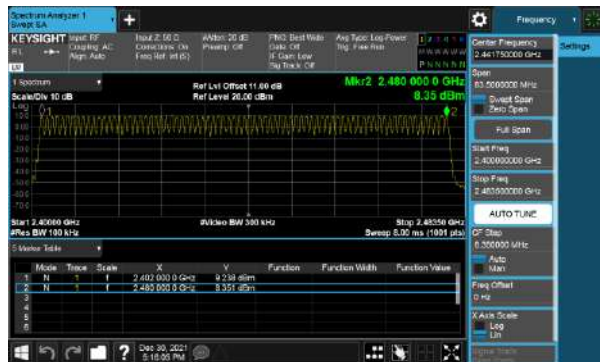 Spectrum Analyzer 1
Swept SA
Frequency
KEYSIGHT
Input: RF
Coupling: AC
Align: Auto
Input Z: 50 Ω
Corrections: On
Freq Ref: Int (S)
Atten: 20 dB
Preamp: Off
PNO: Best Wide
Gate: Off
IF Gain: Low
Sig Track: Off
Avg Type: Log-Power
Trig: Free Run
P N N N N N
1 Spectrum
Scale/Div 10 dB
Log
Ref Lvl Offset 11.00 dB
Ref Level 20.00 dBm
Mkr2 2.480 000 0 GHz
8.35 dBm
Start 2.40000 GHz
#Res BW 100 kHz
#Video BW 300 kHz
Stop 2.48350 GHz
Sweep 8.00 ms (1001 pts)
5 Marker Table
Mode Trace Scale X Y Function Function Width Function Value
1 N 1 f 2.402 000 0 GHz 9.238 dBm
2 N 1 f 2.480 000 0 GHz 8.351 dBm
3
4
5
6
Center Frequency
2.441750000 GHz
Settings
Span
83.5000000 MHz
Swept Span
Zero Span
Full Span
Start Freq
2.400000000 GHz
Stop Freq
2.483500000 GHz
AUTO TUNE
CF Step
8.350000 MHz
Auto
Man
Freq Offset
0 Hz
X Axis Scale
Log
Lin
Dec 30, 2021